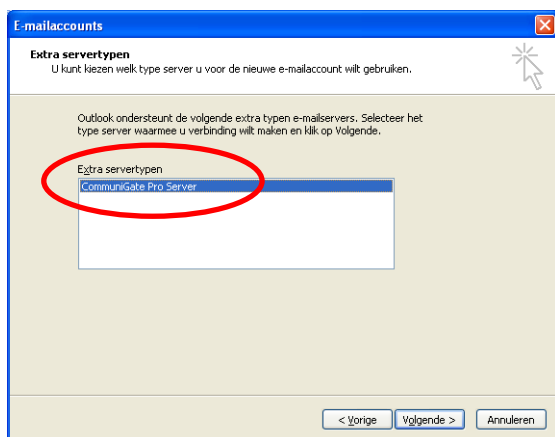 E-mailaccounts
Extra servertypen
U kunt kiezen welk type server u voor de nieuwe e-mailaccount wilt gebruiken.
Outlook ondersteunt de volgende extra typen e-mailservers. Selecteer het
type server waarmee u verbinding wilt maken en klik op Volgende.
Extra servertypen
CommuniGate Pro Server
< Vorige
Volgende >
Annuleren